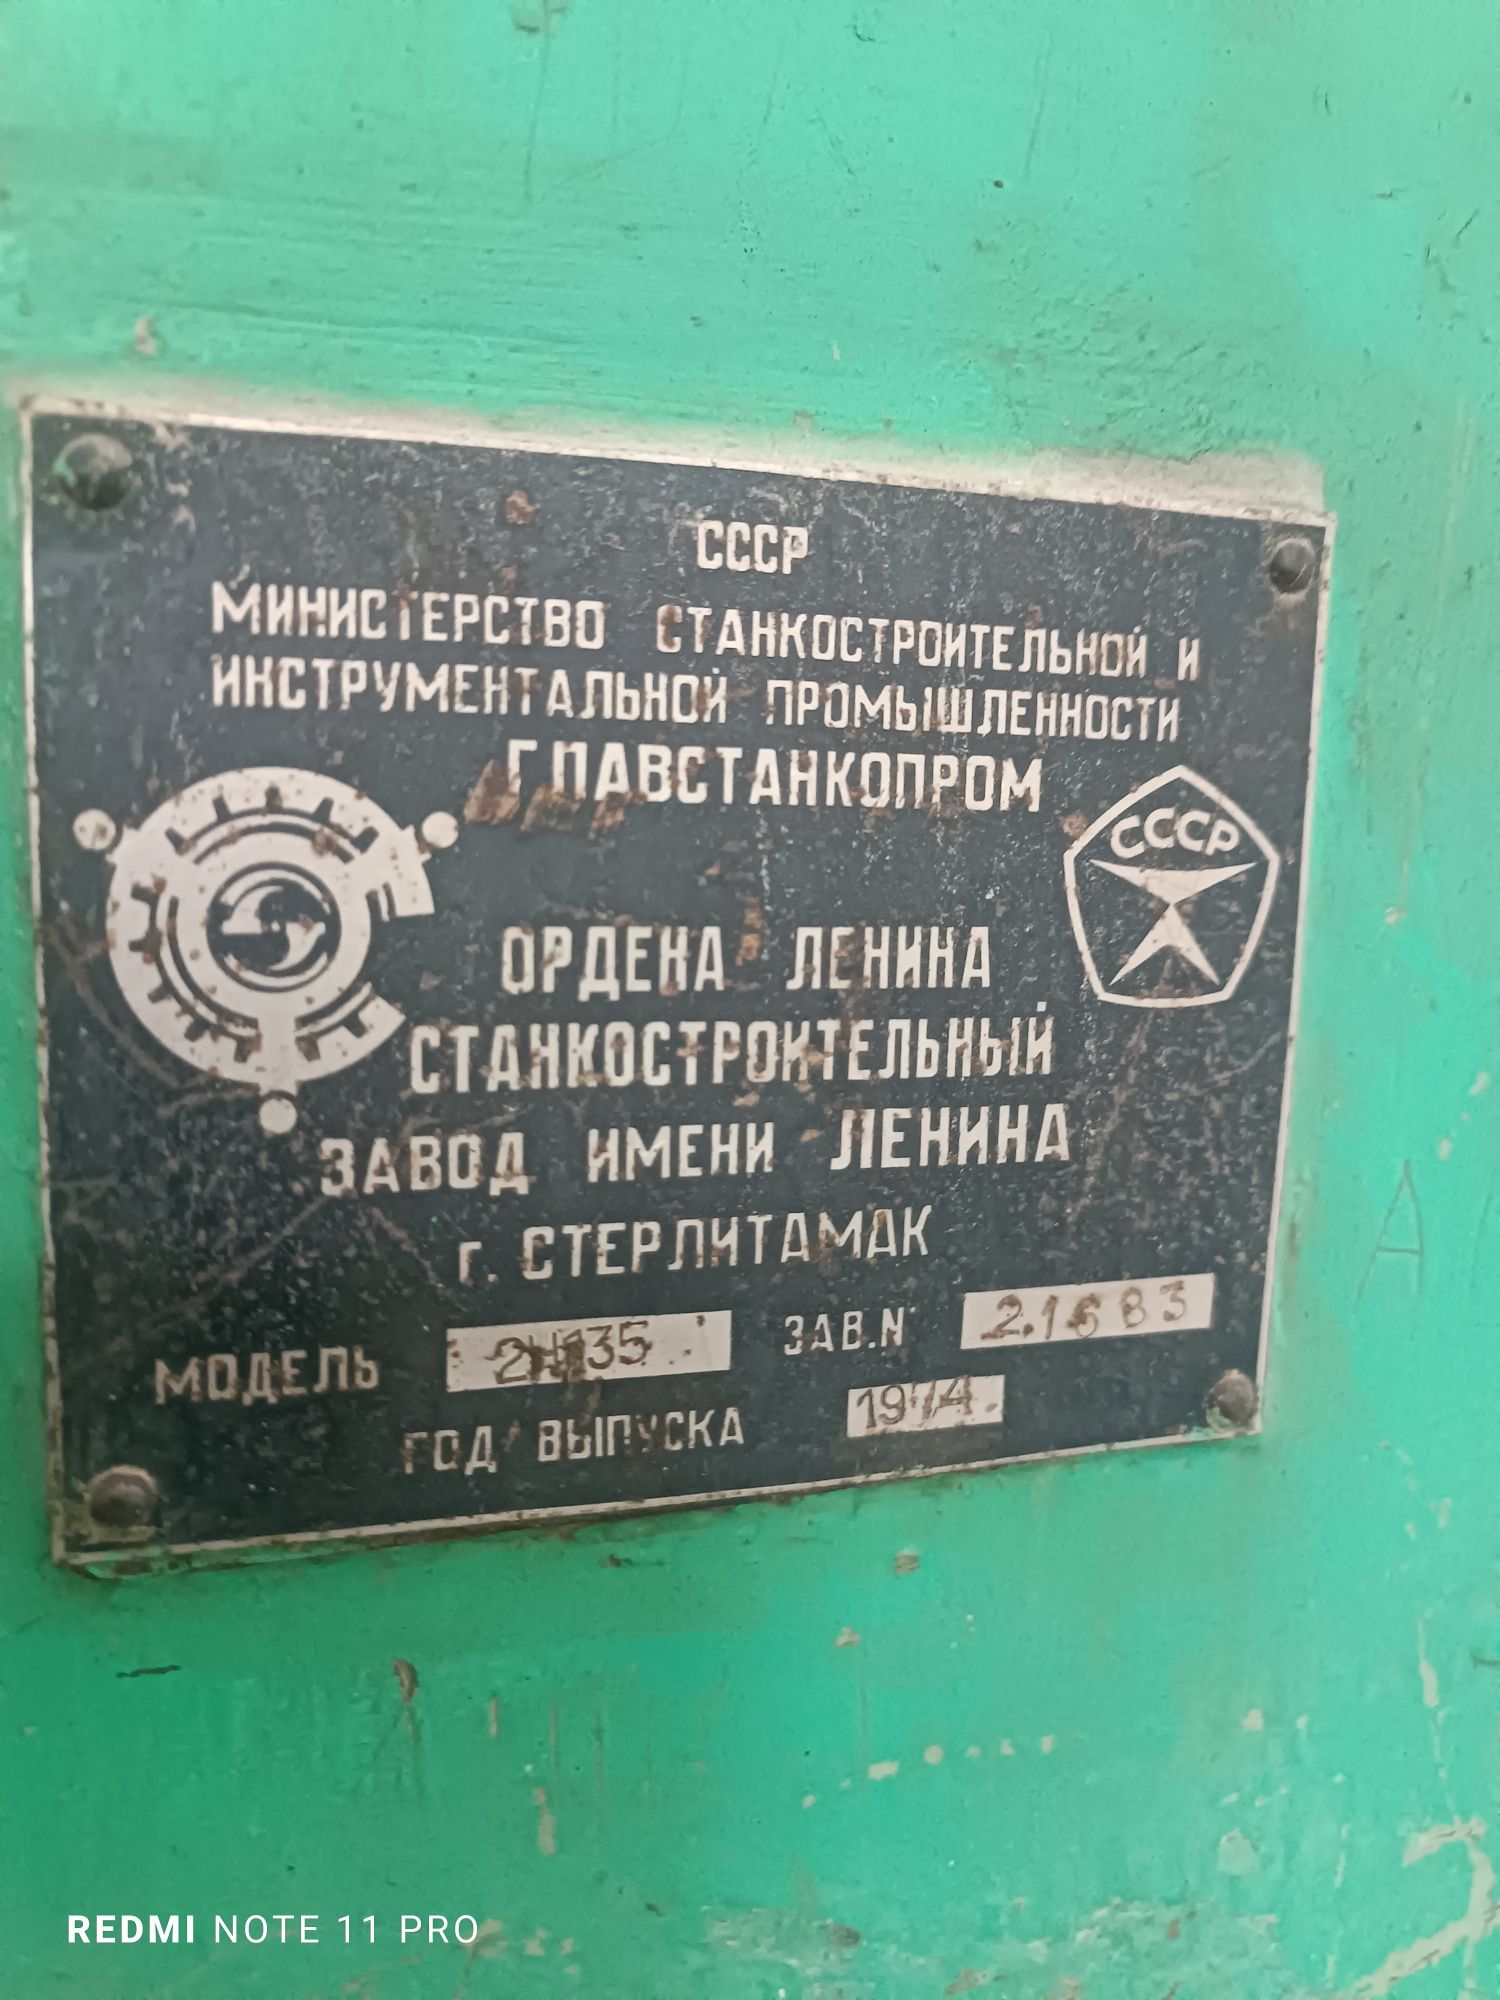 СССР
МИНИСТЕРСТВО СТАНКОСТРОИТЕЛЬНОЙ И
ИНСТРУМЕНТАЛЬНОЙ ПРОМЫШЛЕННОСТИ
ГЛАВСТАНКОПРОМ
СССР
ОРДЕНА ЛЕНИНА
СТАНКОСТРОИТЕЛЬНЫЙ
ЗАВОД ИМЕНИ ЛЕНИНА
г. СТЕРЛИТАМАК
МОДЕЛЬ 2Н135 ЗАВ.N 21683
ГОД ВЫПУСКА 1974
А
REDMI NOTE 11 PRO